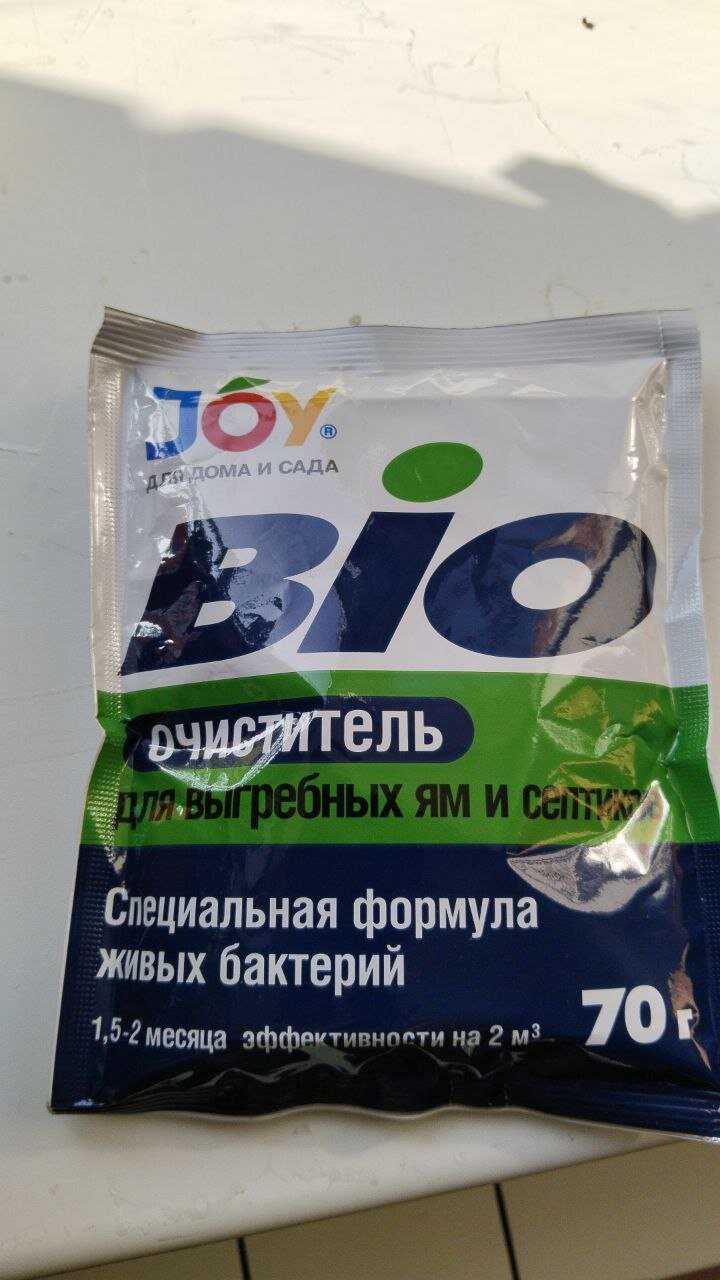 JOY®
ДЛЯ ДОМА И САДА
BIO
очиститель
для выгребных ям и септиков
Специальная формула
живых бактерий
1,5-2 месяца эффективности на 2 м³
70 г